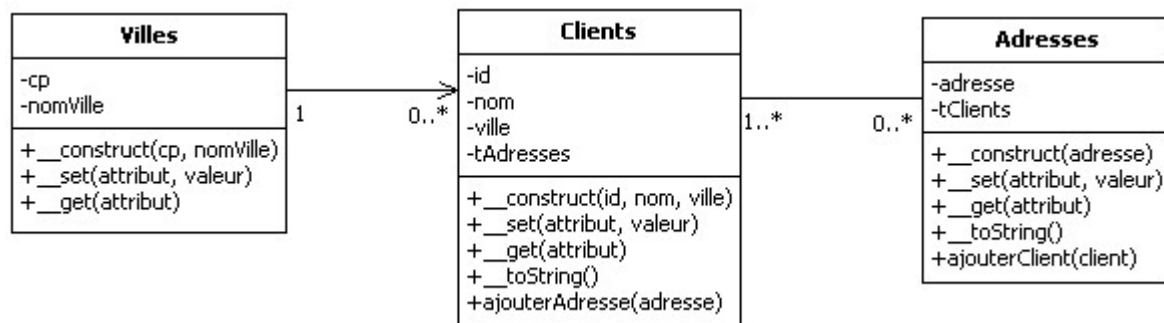 Villes
-cp
-nomVille
+__construct(cp, nomVille)
+__set(attribut, valeur)
+__get(attribut)
1
0..*
Clients
-id
-nom
-ville
-tAdresses
+__construct(id, nom, ville)
+__set(attribut, valeur)
+__get(attribut)
+__toString()
+ajouterAdresse(adresse)
1..*
0..*
Adresses
-adresse
-tClients
+__construct(adresse)
+__set(attribut, valeur)
+__get(attribut)
+__toString()
+ajouterClient(client)